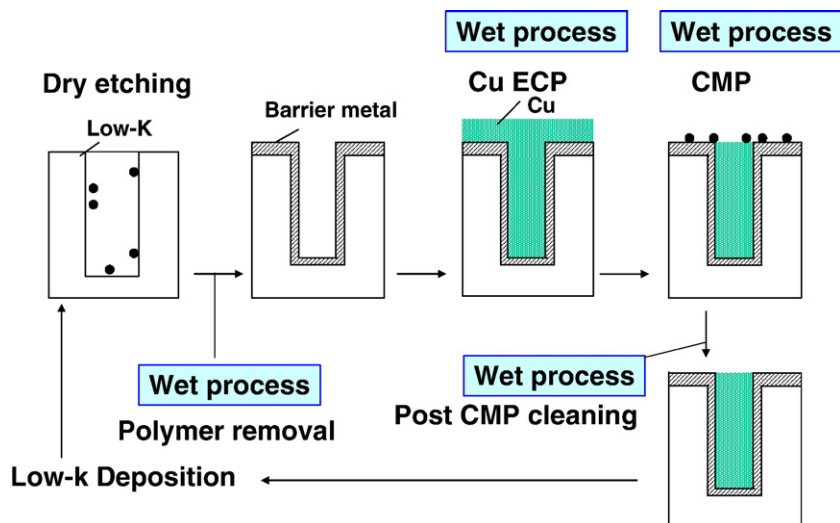 Wet process
Wet process
Dry etching
Cu ECP
CMP
Barrier metal
Cu
Low-K
Wet process
Wet process
Polymer removal
Post CMP cleaning
Low-k Deposition